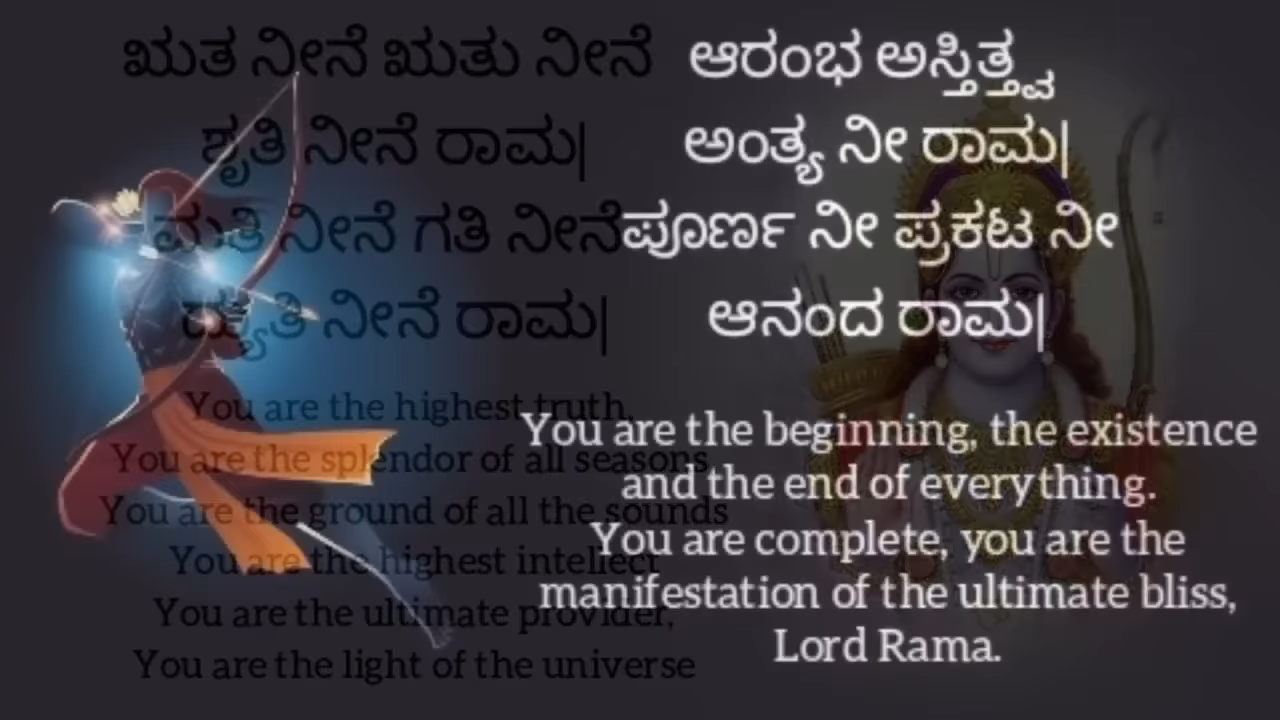 ಋತ ನೀನೆ ಋತು ನೀನೆ
ಶೃತಿ ನೀನೆ ರಾಮ|
ಮತಿ ನೀನೆ ಗತಿ ನೀನೆ
ದ್ಯುತಿ ನೀನೆ ರಾಮ|
You are the highest truth,
You are the splendor of all seasons
You are the ground of all the sounds
You are the highest intellect
You are the ultimate provider,
You are the light of the universe
ಆರಂಭ ಅಸ್ತಿತ್ತ್ವ
ಅಂತ್ಯ ನೀ ರಾಮ|
ಪೂರ್ಣ ನೀ ಪ್ರಕಟ ನೀ
ಆನಂದ ರಾಮ|
You are the beginning, the existence
and the end of everything.
You are complete, you are the
manifestation of the ultimate bliss,
Lord Rama.